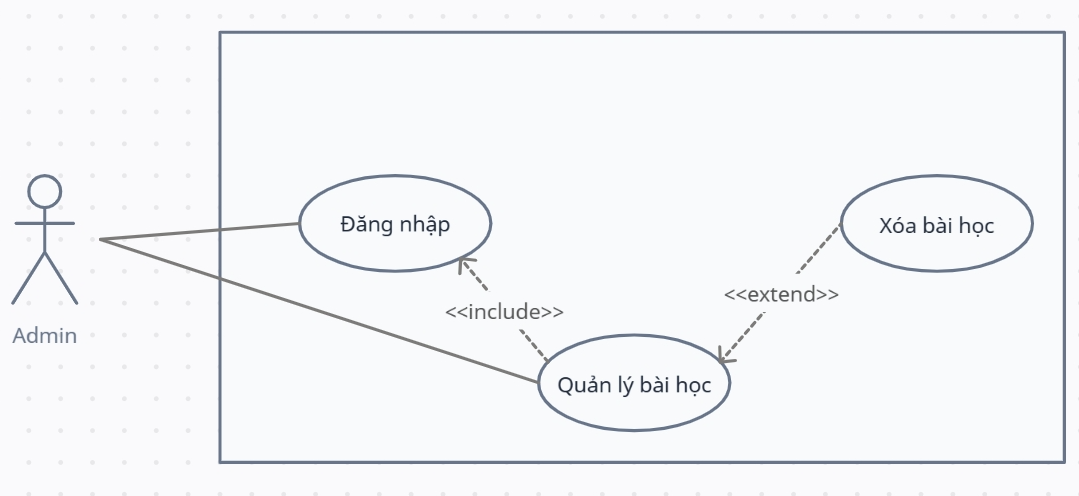 Đăng nhập
Xóa bài học
<<extend>>
<<include>>
Admin
Quản lý bài học